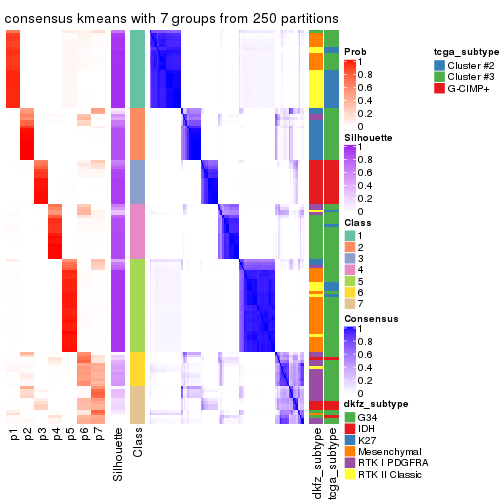 consensus kmeans with 7 groups from 250 partitions
Prob
1
0.8
0.6
0.4
0.2
0
Silhouette
1
0.8
0.6
0.4
0.2
0
Class
1
2
3
4
5
6
7
Consensus
1
0.8
0.6
0.4
0.2
0
dkfz_subtype
G34
IDH
K27
Mesenchymal
RTK I PDGFRA
RTK II Classic
tcga_subtype
Cluster #2
Cluster #3
G-CIMP+
p1
p2
p3
p4
p5
p6
p7
Silhouette
Class
dkfz_subtype
tcga_subtype